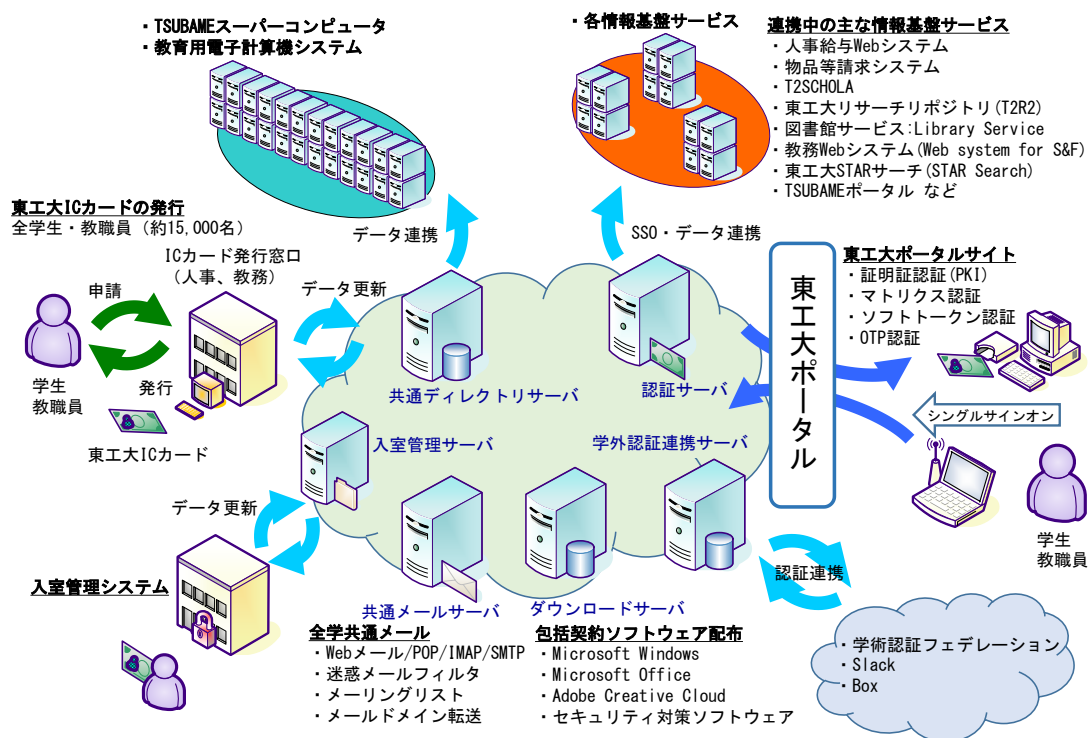 ・TSUBAMEスーパーコンピュータ
・教育用電子計算機システム
・各情報基盤サービス
連携中の主な情報基盤サービス
・人事給与Webシステム
・物品等請求システム
・T2SCHOLA
・東工大リサーチリポジトリ(T2R2)
・図書館サービス:Library Service
・教務Webシステム(Web system for S&F)
・東工大STARサーチ(STAR Search)
・TSUBAMEポータル など
東工大ICカードの発行
全学生・教職員 (約15,000名)
ICカード発行窓口
(人事、教務)
申請
発行
学生
教職員
東工大ICカード
データ更新
データ連携
SSO・データ連携
共通ディレクトリサーバ
認証サーバ
東工大ポータル
東工大ポータルサイト
・証明証認証(PKI)
・マトリクス認証
・ソフトトークン認証
・OTP認証
シングルサインオン
学生
教職員
入室管理サーバ
学外認証連携サーバ
データ更新
入室管理システム
共通メールサーバ
ダウンロードサーバ
認証連携
全学共通メール
・Webメール/POP/IMAP/SMTP
・迷惑メールフィルタ
・メーリングリスト
・メールドメイン転送
包括契約ソフトウェア配布
・Microsoft Windows
・Microsoft Office
・Adobe Creative Cloud
・セキュリティ対策ソフトウェア
・学術認証フェデレーション
・Slack
・Box